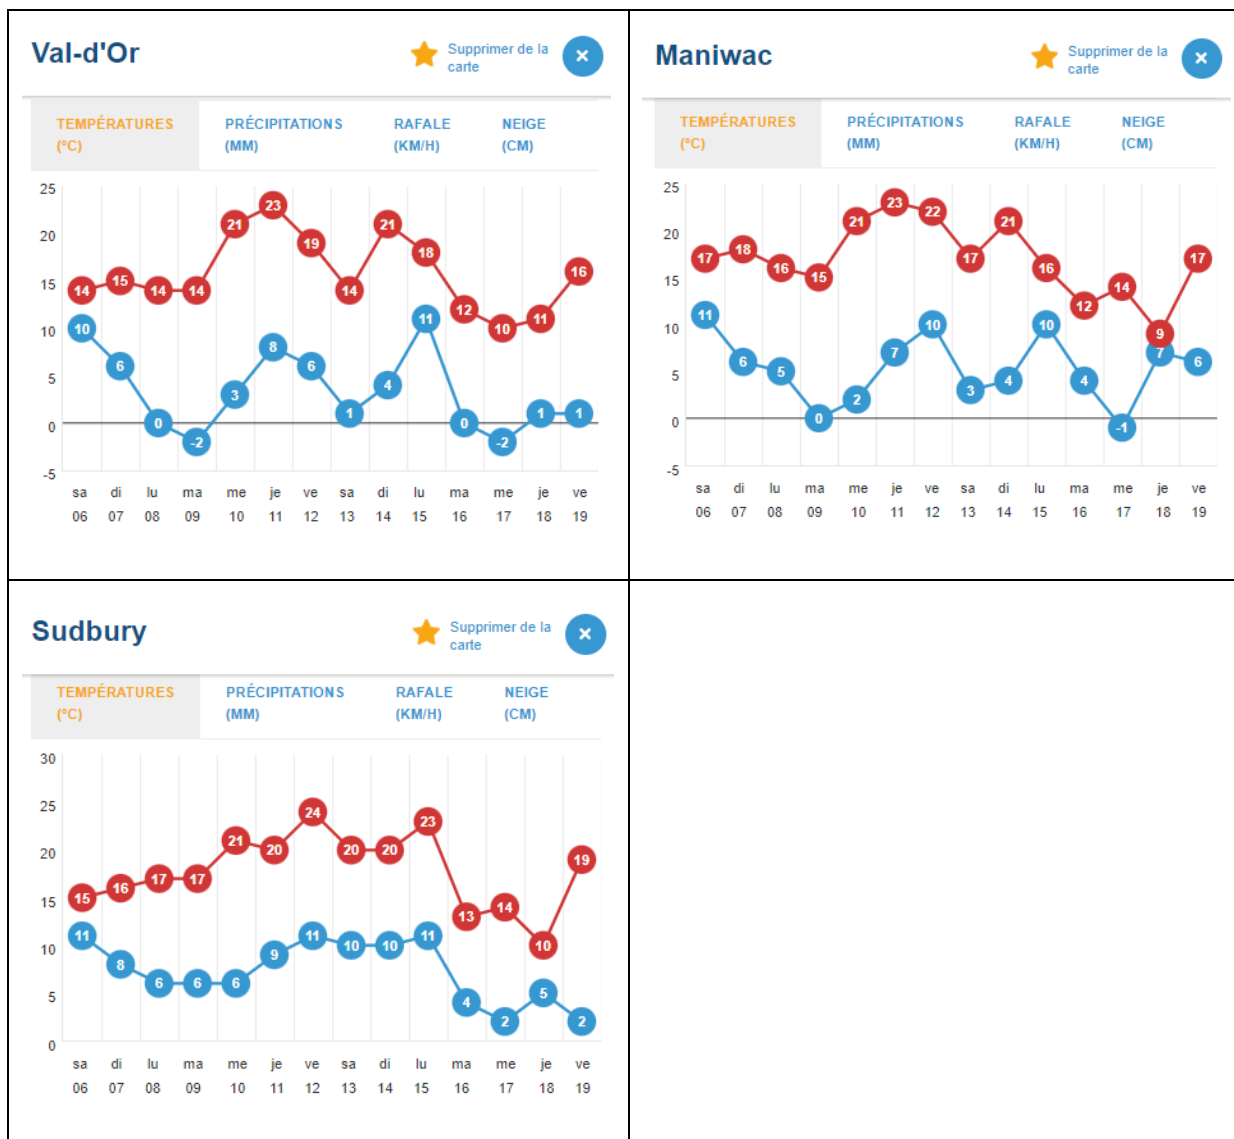 Val-d'Or
Supprimer de la
carte
×
TEMPÉRATURES PRÉCIPITATIONS RAFALE NEIGE
(°C) (MM) (KM/H) (CM)
25
20
15
10
5
0
-5
14 15 14 14 21 23 19 14 21 18 12 10 11 16
10 6 0 -2 3 8 6 1 4 11 0 -2 1 1
sa di lu ma me je ve sa di lu ma me je ve
06 07 08 09 10 11 12 13 14 15 16 17 18 19
Maniwac
Supprimer de la
carte
×
TEMPÉRATURES PRÉCIPITATIONS RAFALE NEIGE
(°C) (MM) (KM/H) (CM)
25
20
15
10
5
0
-5
17 18 16 15 21 23 22 17 21 16 12 14 9 17
11 6 5 0 2 7 10 3 4 10 4 -1 7 6
sa di lu ma me je ve sa di lu ma me je ve
06 07 08 09 10 11 12 13 14 15 16 17 18 19
Sudbury
Supprimer de la
carte
×
TEMPÉRATURES PRÉCIPITATIONS RAFALE NEIGE
(°C) (MM) (KM/H) (CM)
30
25
20
15
10
5
0
15 16 17 17 21 20 24 20 20 23 13 14 10 19
11 8 6 6 6 9 11 10 10 11 4 2 5 2
sa di lu ma me je ve sa di lu ma me je ve
06 07 08 09 10 11 12 13 14 15 16 17 18 19